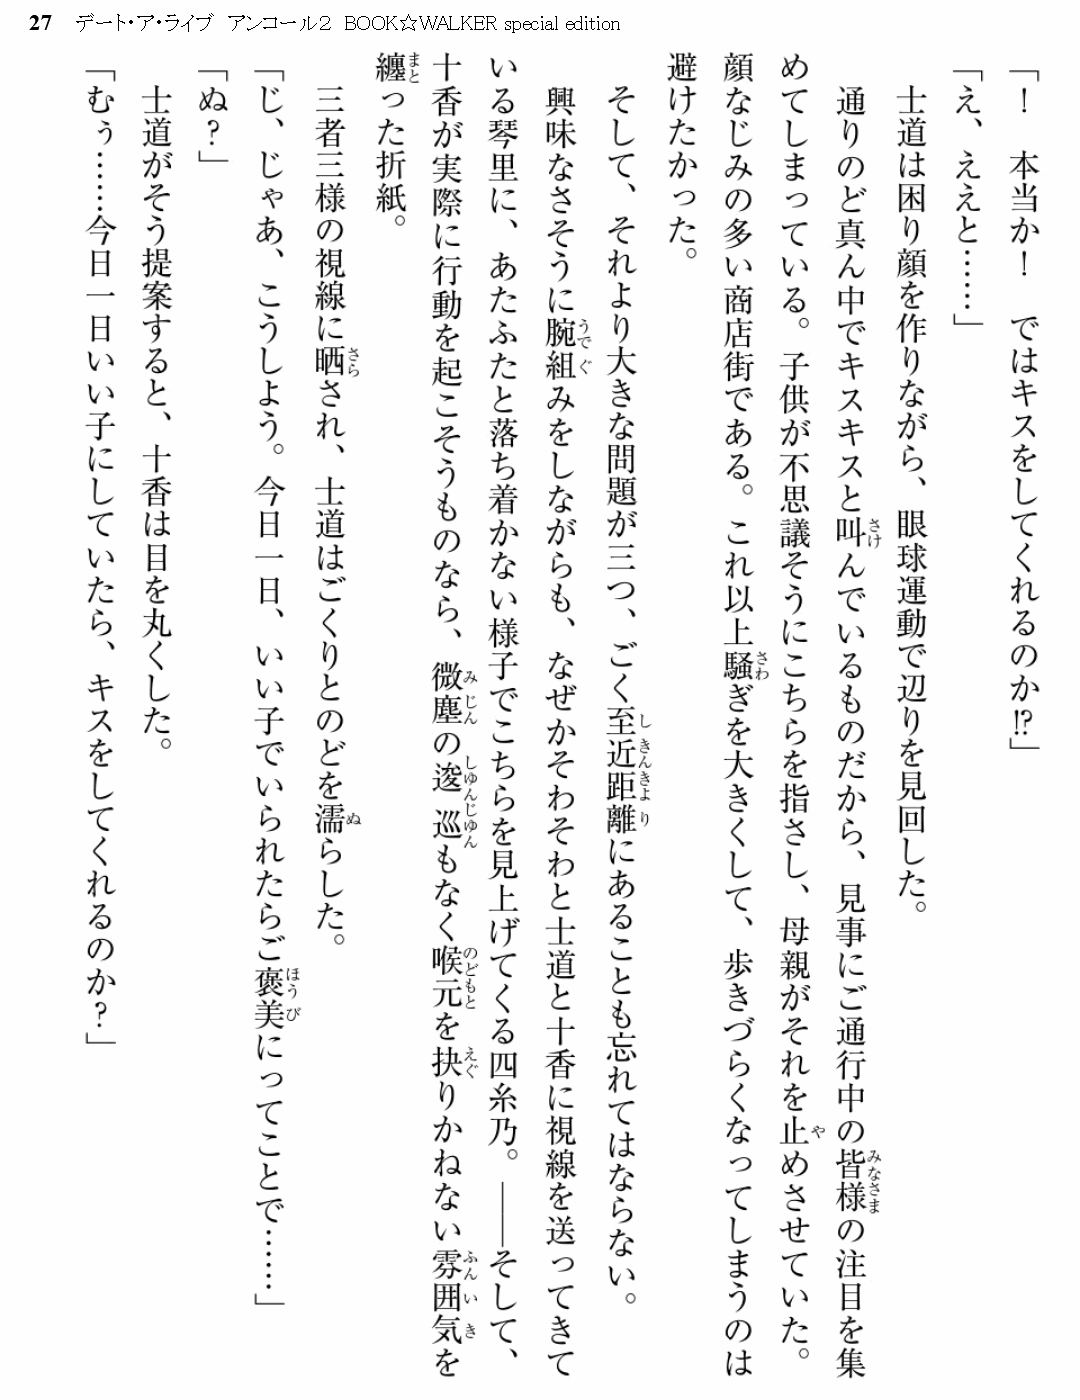 27　デート・ア・ライブ　アンコール2　BOOK☆WALKER special edition
「！　本当か！　ではキスをしてくれるのか!?」
「え、ええと……」
　士道は困り顔を作りながら、眼球運動で辺りを見回した。
　通りのど真ん中でキスキスと叫んでいるものだから、見事にご通行中の皆様の注目を集
めてしまっている。子供が不思議そうにこちらを指さし、母親がそれを止めさせていた。
顔なじみの多い商店街である。これ以上騒ぎを大きくして、歩きづらくなってしまうのは
避けたかった。
　そして、それより大きな問題が三つ、ごく至近距離にあることも忘れてはならない。
　興味なさそうに腕組みをしながらも、なぜかそわそわと士道と十香に視線を送ってきて
いる琴里に、あたふたと落ち着かない様子でこちらを見上げてくる四糸乃。――そして、
十香が実際に行動を起こそうものなら、微塵の逡巡もなく喉元を抉りかねない雰囲気を
纏った折紙。
　三者三様の視線に晒され、士道はごくりとのどを濡らした。
「じ、じゃあ、こうしよう。今日一日、いい子でいられたらご褒美にってことで……」
「ぬ？」
　士道がそう提案すると、十香は目を丸くした。
「むぅ……今日一日いい子にしていたら、キスをしてくれるのか？」